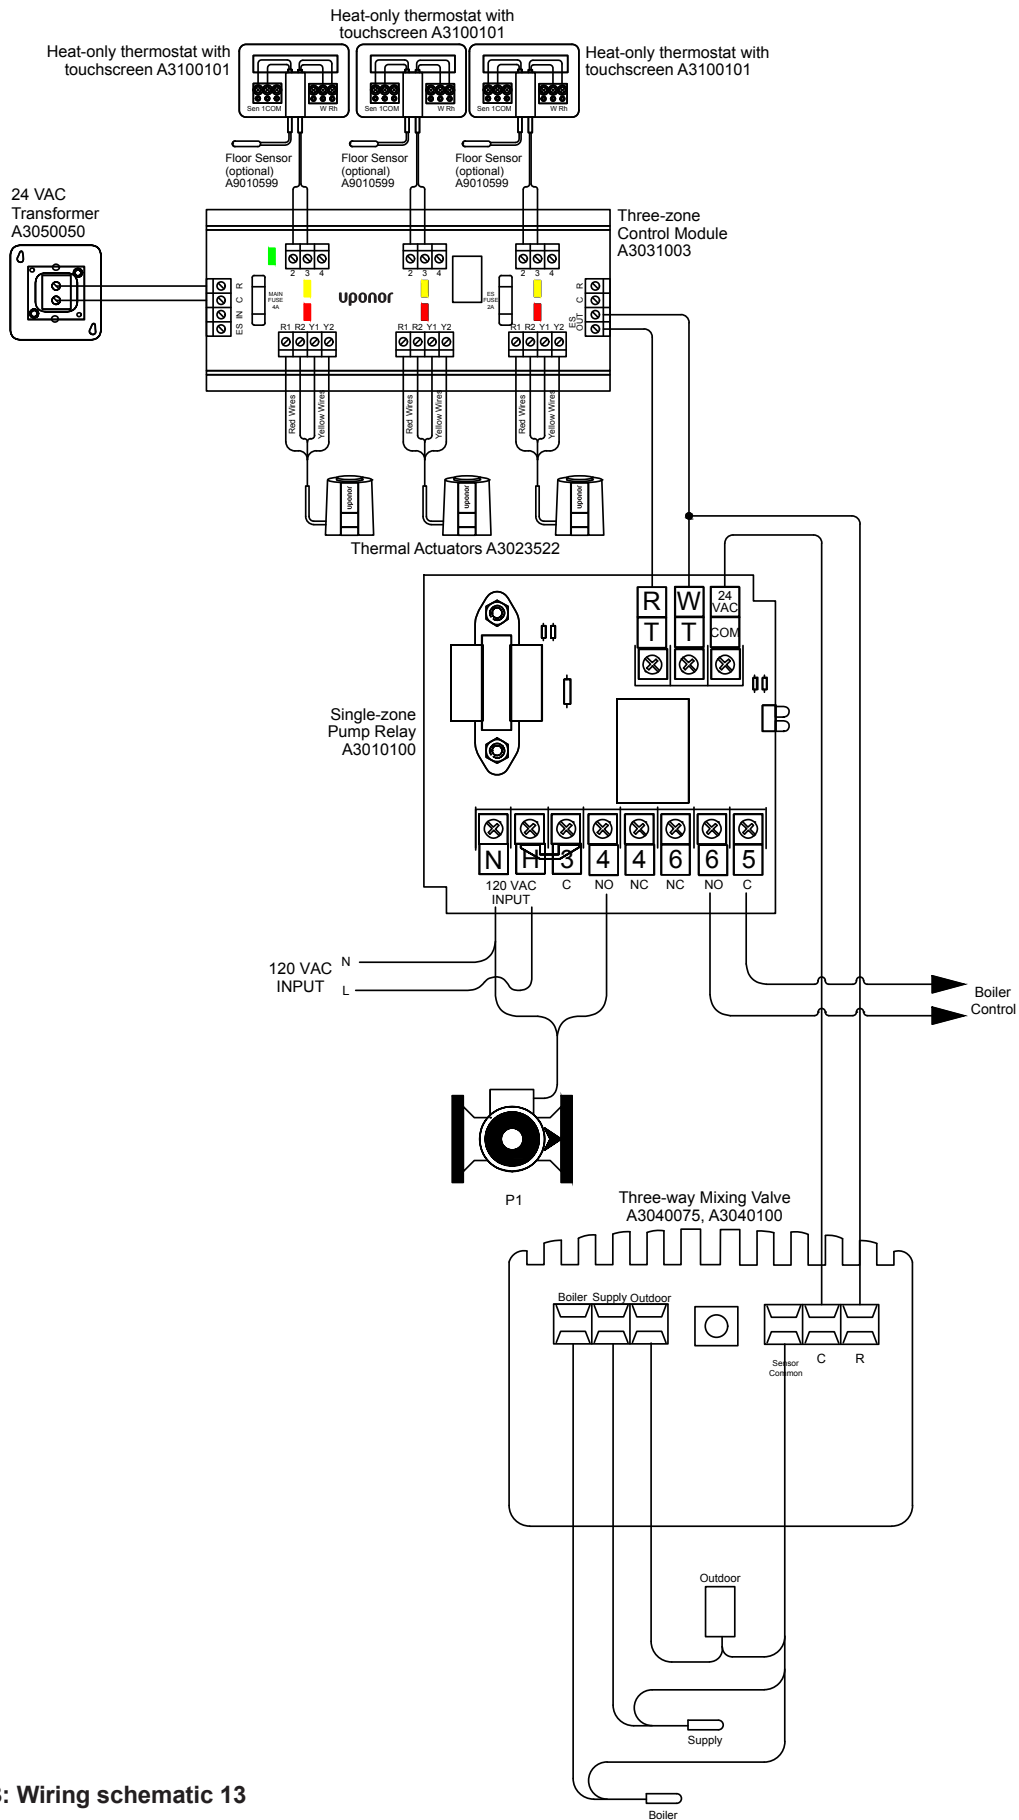 Heat-only thermostat with
touchscreen A3100101
Heat-only thermostat with
touchscreen A3100101
Heat-only thermostat with
touchscreen A3100101
Sen 1COM W Rh
Sen 1COM W Rh
Sen 1COM W Rh
Floor Sensor
(optional)
A9010599
Floor Sensor
(optional)
A9010599
Floor Sensor
(optional)
A9010599
24 VAC
Transformer
A3050050
Three-zone
Control Module
A3031003
2 3 4
2 3 4
2 3 4
ES IN C R
MAIN
FUSE
4A
uponor
ES
FUSE
2A
ES
OUT
C R
R1 R2 Y1 Y2
R1 R2 Y1 Y2
R1 R2 Y1 Y2
Red Wires
Yellow Wires
Red Wires
Yellow Wires
Red Wires
Yellow Wires
uponor
uponor
uponor
Thermal Actuators A3023522
R W 24
VAC
T T COM
Single-zone
Pump Relay
A3010100
N H 3 4 4 6 6 5
120 VAC
INPUT
C NO NC NC NO C
120 VAC
INPUT
N
L
Boiler
Control
P1
Three-way Mixing Valve
A3040075, A3040100
Boiler Supply Outdoor
Sensor
Common
C R
Outdoor
Supply
Boiler
: Wiring schematic 13